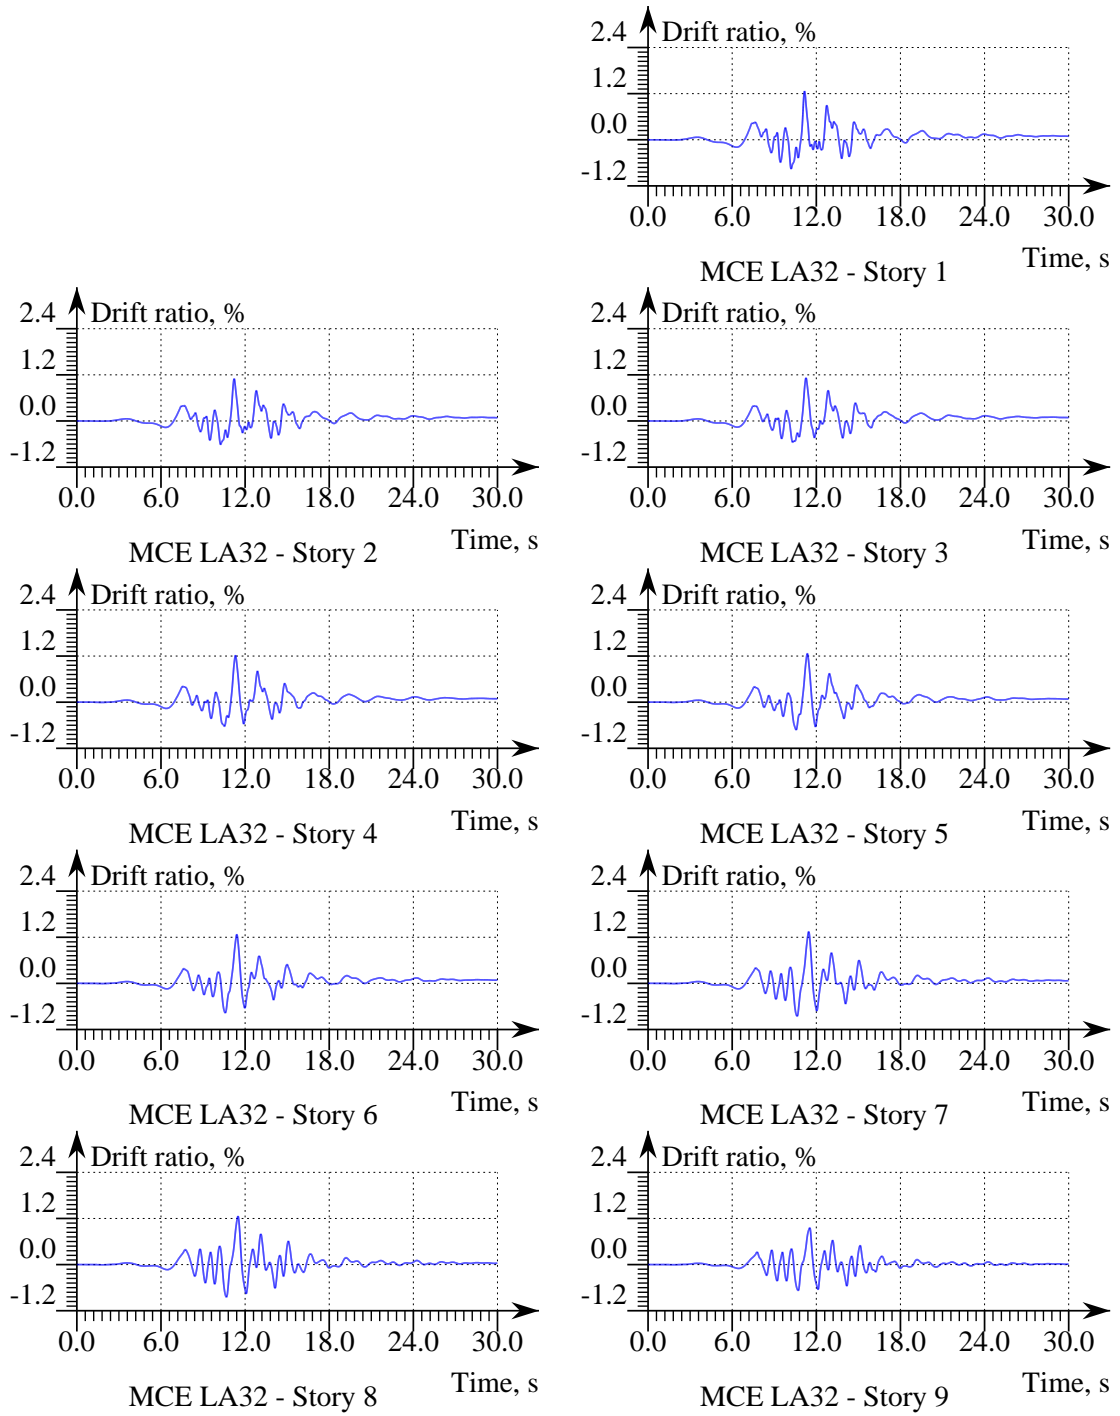 Drift ratio, %
2.4
1.2
0.0
-1.2
0.0 6.0 12.0 18.0 24.0 30.0
Time, s
MCE LA32 - Story 1
Drift ratio, %
2.4
1.2
0.0
-1.2
0.0 6.0 12.0 18.0 24.0 30.0
Time, s
MCE LA32 - Story 2
Drift ratio, %
2.4
1.2
0.0
-1.2
0.0 6.0 12.0 18.0 24.0 30.0
Time, s
MCE LA32 - Story 3
Drift ratio, %
2.4
1.2
0.0
-1.2
0.0 6.0 12.0 18.0 24.0 30.0
Time, s
MCE LA32 - Story 4
Drift ratio, %
2.4
1.2
0.0
-1.2
0.0 6.0 12.0 18.0 24.0 30.0
Time, s
MCE LA32 - Story 5
Drift ratio, %
2.4
1.2
0.0
-1.2
0.0 6.0 12.0 18.0 24.0 30.0
Time, s
MCE LA32 - Story 6
Drift ratio, %
2.4
1.2
0.0
-1.2
0.0 6.0 12.0 18.0 24.0 30.0
Time, s
MCE LA32 - Story 7
Drift ratio, %
2.4
1.2
0.0
-1.2
0.0 6.0 12.0 18.0 24.0 30.0
Time, s
MCE LA32 - Story 8
Drift ratio, %
2.4
1.2
0.0
-1.2
0.0 6.0 12.0 18.0 24.0 30.0
Time, s
MCE LA32 - Story 9